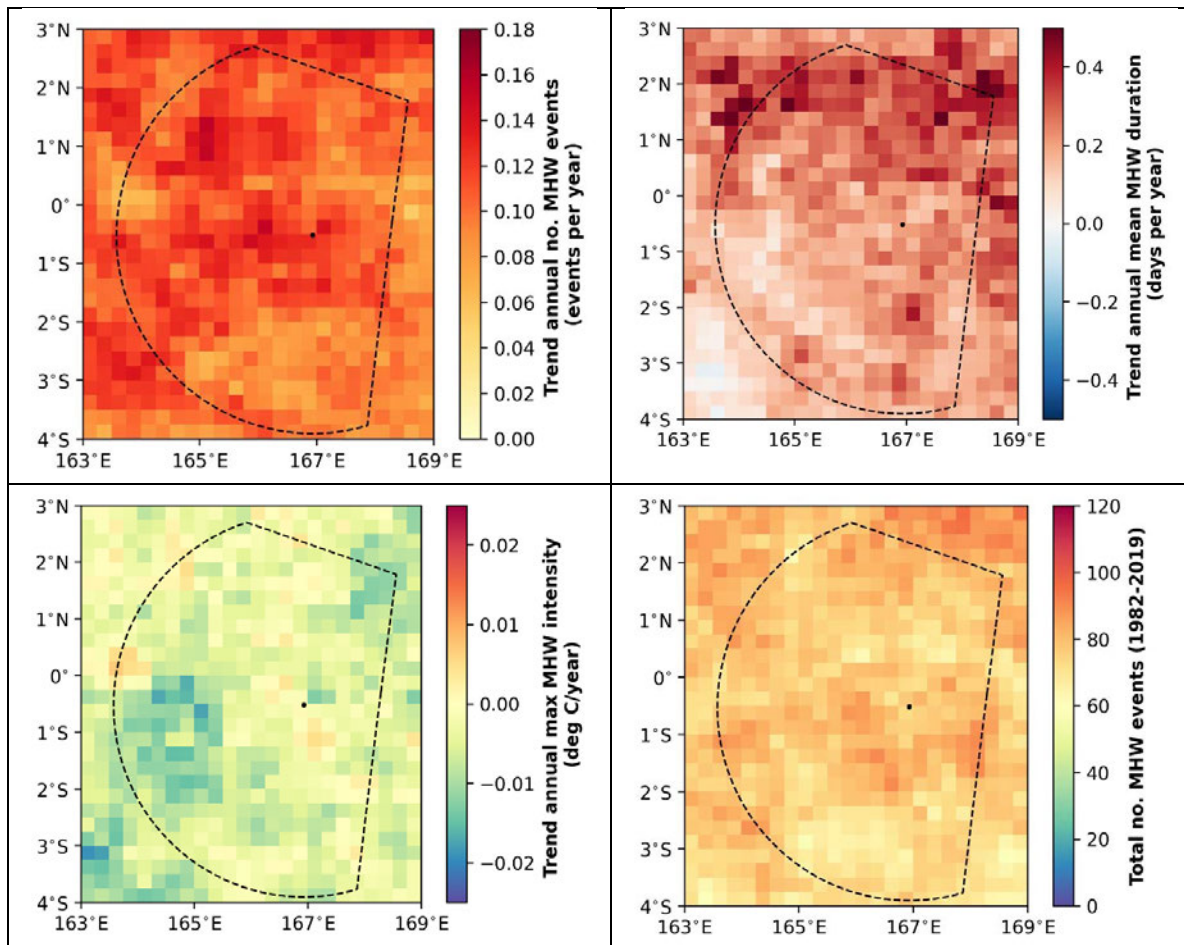 3°N
2°N
1°N
0°
1°S
2°S
3°S
4°S
163°E
165°E
167°E
169°E
0.18
0.16
0.14
0.12
0.10
0.08
0.06
0.04
0.02
0.00
Trend annual no. MHW events
(events per year)
3°N
2°N
1°N
0°
1°S
2°S
3°S
4°S
163°E
165°E
167°E
169°E
0.4
0.2
0.0
−0.2
−0.4
Trend annual mean MHW duration
(days per year)
3°N
2°N
1°N
0°
1°S
2°S
3°S
4°S
163°E
165°E
167°E
169°E
0.02
0.01
0.00
−0.01
−0.02
Trend annual max MHW intensity
(deg C/year)
3°N
2°N
1°N
0°
1°S
2°S
3°S
4°S
163°E
165°E
167°E
169°E
120
100
80
60
40
20
0
Total no. MHW events (1982-2019)